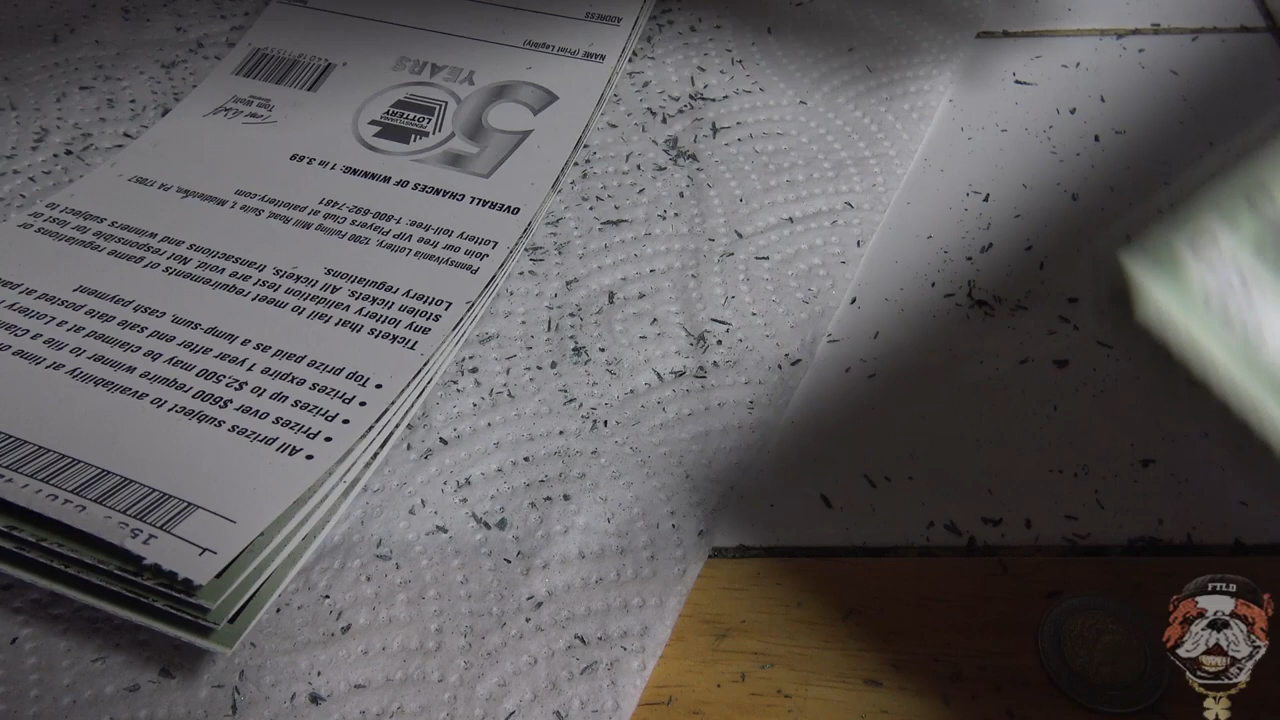 ADDRESS
NAME (Print Legibly)
50
YEARS
PENNSYLVANIA
LOTTERY
Tom Wolf
Governor
OVERALL CHANCES OF WINNING: 1 in 3.69
Pennsylvania Lottery, 1200 Fulling Mill Road, Suite 1, Middletown, PA 17057
Join our free VIP Players Club at palottery.com
Lottery toll-free: 1-800-692-7481
Tickets that fail to meet requirements of game regulations or
any lottery validation test are void. Not responsible for lost or
stolen tickets. All tickets, transactions and winners subject to
Lottery regulations.
• Top prize paid as a lump-sum, cash payment
• Prizes expire 1 year after end sale date posted at
• Prizes up to $2,500 may be claimed at a Lottery
• Prizes over $600 require winner to file a
• All prizes subject to availability at time
FTLD